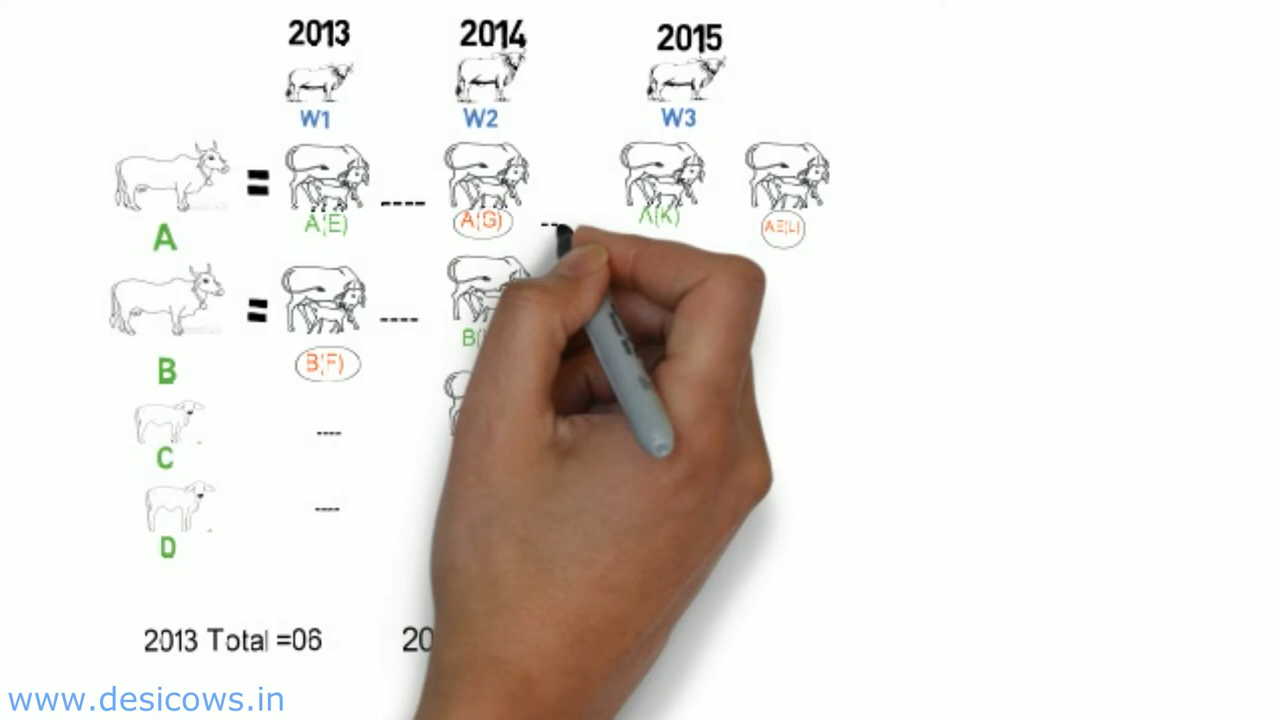 2013 2014 2015
W1 W2 W3
A = A(E) ---- A(G) A(K) AE(L)
B = B(F) ----
C ----
D ----
2013 Total =06
www.desicows.in